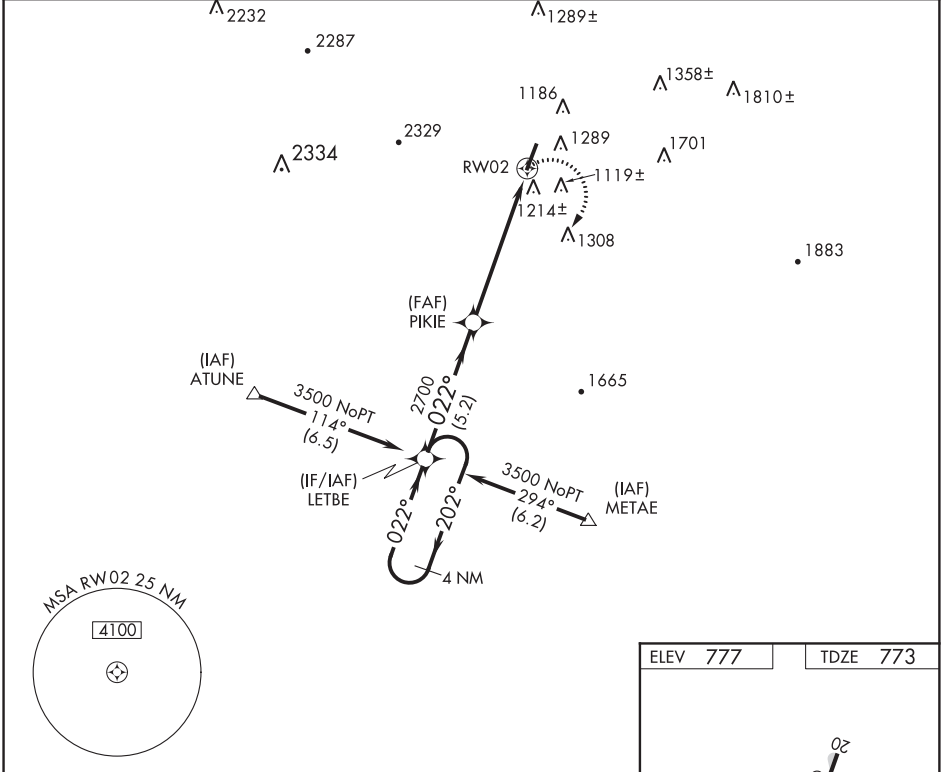 2232
1289±
2287
1358±
1186
1810±
2329
1289
1701
2334
RW02
1119±
1214±
1308
1883
(FAF)
PIKIE
(IAF)
ATUNE
3500 NoPT
114°
(6.5)
2700
022°
(5.2)
1665
(IF/IAF)
LETBE
3500 NoPT
294°
(6.2)
(IAF)
METAE
022°
202°
4 NM
MSA RW02 25 NM
4100
ELEV 777
TDZE 773
20